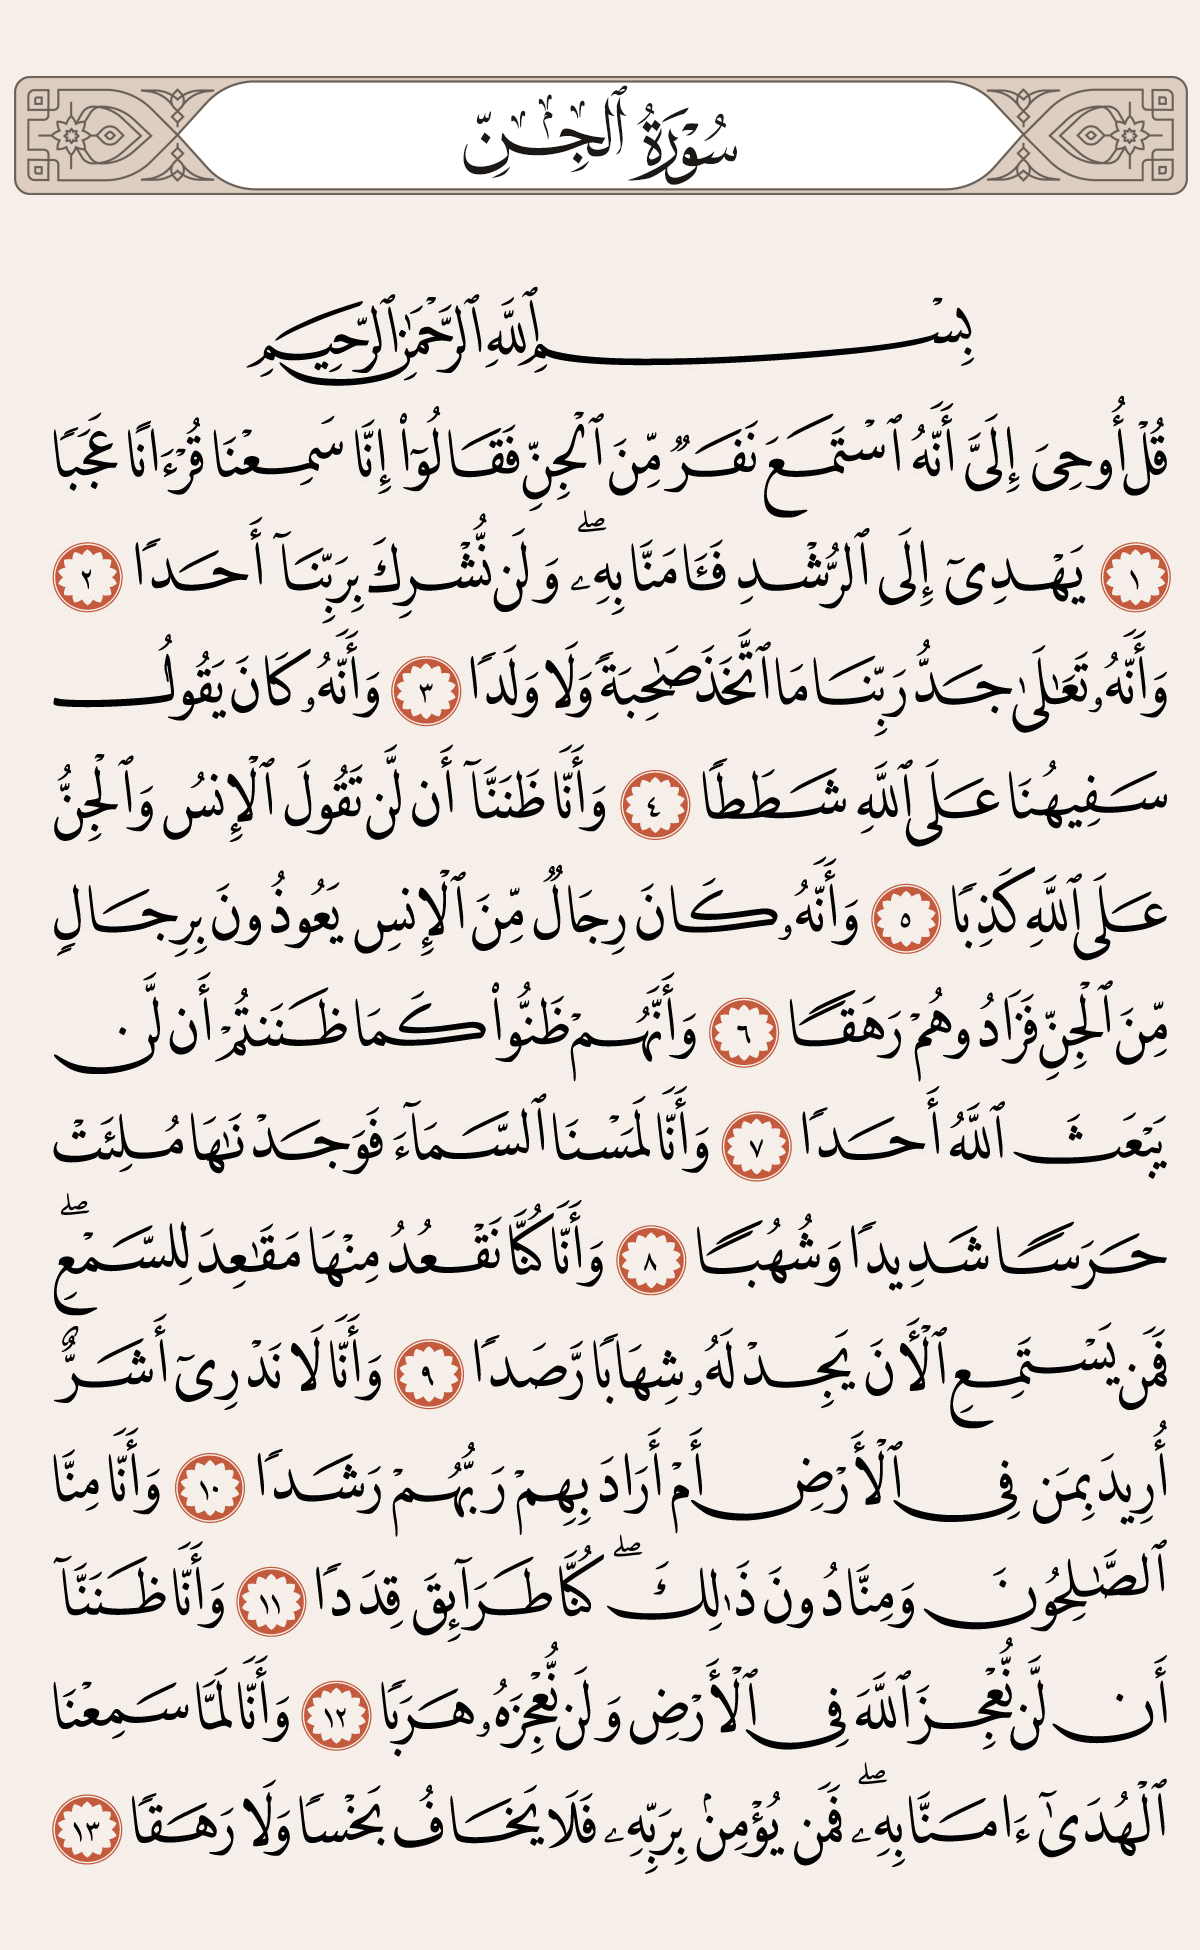 سُورَةُ ٱلْجِنِّ
بِسْمِ ٱللَّهِ ٱلرَّحْمَٰنِ ٱلرَّحِيمِ
قُلْ أُوحِىَ إِلَىَّ أَنَّهُ ٱسْتَمَعَ نَفَرٌ مِّنَ ٱلْجِنِّ فَقَالُوٓا۟ إِنَّا سَمِعْنَا قُرْءَانًا عَجَبًا
١ يَهْدِىٓ إِلَى ٱلرُّشْدِ فَـَٔامَنَّا بِهِۦ ۖ وَلَن نُّشْرِكَ بِرَبِّنَآ أَحَدًا ٢
وَأَنَّهُۥ تَعَٰلَىٰ جَدُّ رَبِّنَا مَا ٱتَّخَذَ صَٰحِبَةً وَلَا وَلَدًا ٣ وَأَنَّهُۥ كَانَ يَقُولُ
سَفِيهُنَا عَلَى ٱللَّهِ شَطَطًا ٤ وَأَنَّا ظَنَنَّآ أَن لَّن تَقُولَ ٱلْإِنسُ وَٱلْجِنُّ
عَلَى ٱللَّهِ كَذِبًا ٥ وَأَنَّهُۥ كَانَ رِجَالٌ مِّنَ ٱلْإِنسِ يَعُوذُونَ بِرِجَالٍ
مِّنَ ٱلْجِنِّ فَزَادُوهُمْ رَهَقًا ٦ وَأَنَّهُمْ ظَنُّوا۟ كَمَا ظَنَنتُمْ أَن لَّن
يَبْعَثَ ٱللَّهُ أَحَدًا ٧ وَأَنَّا لَمَسْنَا ٱلسَّمَآءَ فَوَجَدْنَٰهَا مُلِئَتْ
حَرَسًا شَدِيدًا وَشُهُبًا ٨ وَأَنَّا كُنَّا نَقْعُدُ مِنْهَا مَقَٰعِدَ لِلسَّمْعِ ۖ
فَمَن يَسْتَمِعِ ٱلْأَنَ يَجِدْ لَهُۥ شِهَابًا رَّصَدًا ٩ وَأَنَّا لَا نَدْرِىٓ أَشَرٌّ
أُرِيدَ بِمَن فِى ٱلْأَرْضِ أَمْ أَرَادَ بِهِمْ رَبُّهُمْ رَشَدًا ١٠ وَأَنَّا مِنَّا
ٱلصَّٰلِحُونَ وَمِنَّا دُونَ ذَٰلِكَ ۖ كُنَّا طَرَآئِقَ قِدَدًا ١١ وَأَنَّا ظَنَنَّآ
أَن لَّن نُّعْجِزَ ٱللَّهَ فِى ٱلْأَرْضِ وَلَن نُّعْجِزَهُۥ هَرَبًا ١٢ وَأَنَّا لَمَّا سَمِعْنَا
ٱلْهُدَىٰٓ ءَامَنَّا بِهِۦ ۖ فَمَن يُؤْمِنۢ بِرَبِّهِۦ فَلَا يَخَافُ بَخْسًا وَلَا رَهَقًا ١٣